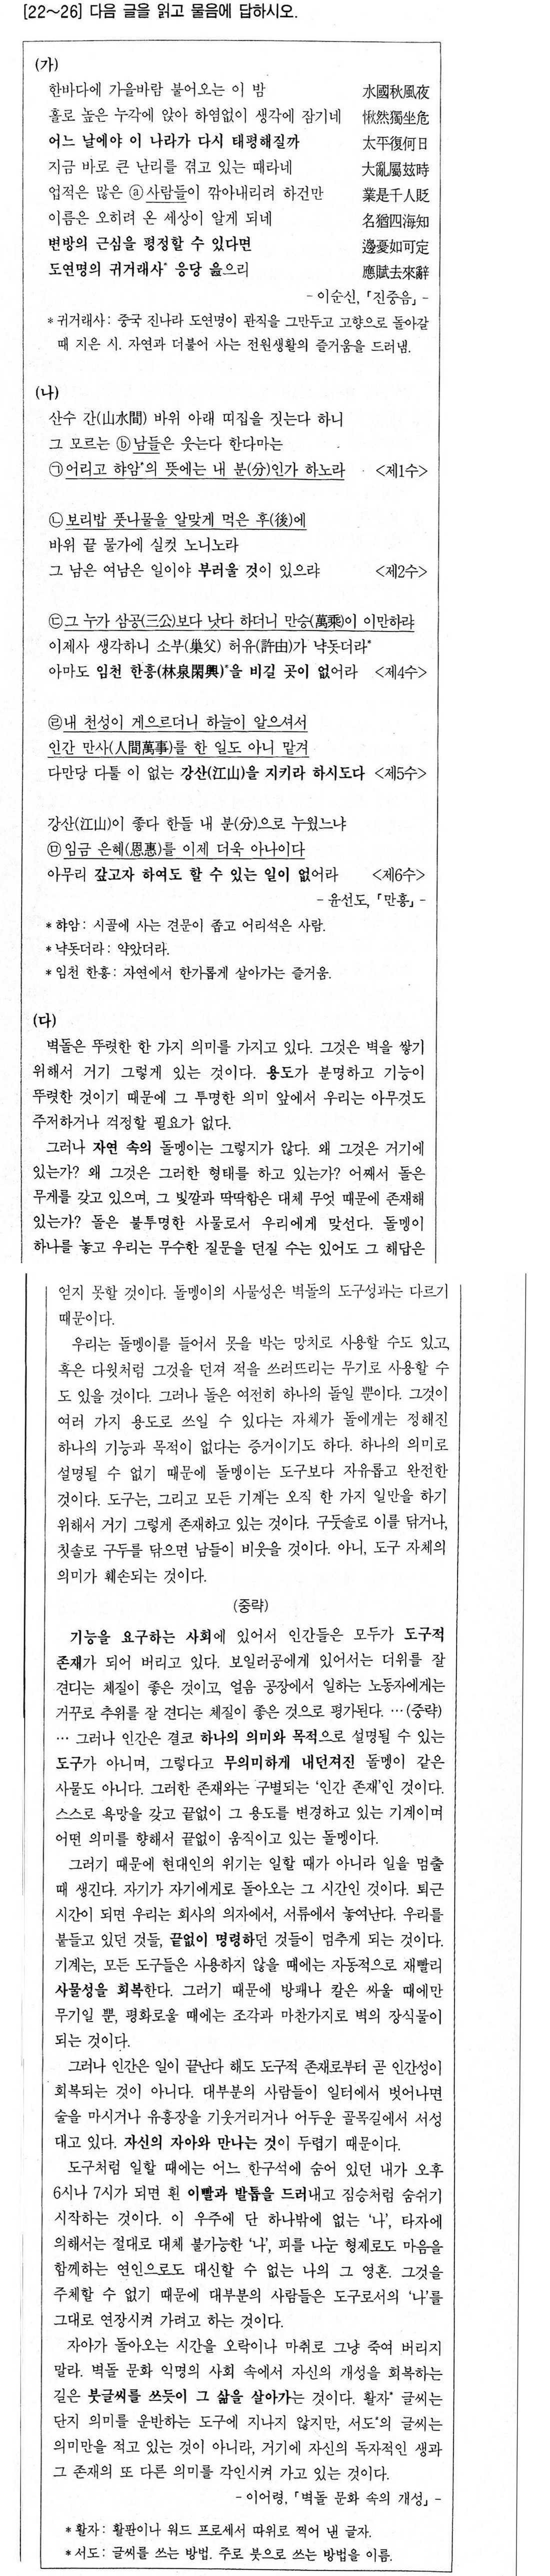 [22~26] 다음 글을 읽고 물음에 답하시오.
(가)
한바다에 가을바람 불어오는 이 밤 水國秋風夜
홀로 높은 누각에 앉아 하염없이 생각에 잠기네 愀然獨坐危
어느 날에야 이 나라가 다시 태평해질까 太平復何日
지금 바로 큰 난리를 겪고 있는 때라네 大亂屬玆時
업적은 많은 ⓐ사람들이 깎아내리려 하건만 業是千人貶
이름은 오히려 온 세상이 알게 되네 名猶四海知
변방의 근심을 평정할 수 있다면 邊憂如可定
도연명의 귀거래사* 응당 읊으리 應賦去來辭
- 이순신, 「진중음」 -
* 귀거래사: 중국 진나라 도연명이 관직을 그만두고 고향으로 돌아갈
때 지은 시. 자연과 더불어 사는 전원생활의 즐거움을 드러냄.
(나)
산수 간(山水間) 바위 아래 띠집을 짓는다 하니
그 모르는 ⓑ남들은 웃는다 한다마는
㉠어리고 햐암*의 뜻에는 내 분(分)인가 하노라 <제1수>
㉡보리밥 풋나물을 알맞게 먹은 후(後)에
바위 끝 물가에 실컷 노니노라
그 남은 여남은 일이야 부러울 것이 있으랴 <제2수>
㉢그 누가 삼공(三公)보다 낫다 하더니 만승(萬乘)이 이만하랴
이제사 생각하니 소부(巢父) 허유(許由)가 냑돗더라*
아마도 임천 한흥(林泉閑興)*을 비길 곳이 없어라 <제4수>
㉣내 천성이 게으르더니 하늘이 알으셔서
인간 만사(人間萬事)를 한 일도 아니 맡겨
다만당 다툴 이 없는 강산(江山)을 지키라 하시도다 <제5수>
강산(江山)이 좋다 한들 내 분(分)으로 누웠느냐
㉤임금 은혜(恩惠)를 이제 더욱 아나이다
아무리 갚고자 하여도 할 수 있는 일이 없어라 <제6수>
- 윤선도, 「만흥」 -
* 햐암: 시골에 사는 견문이 좁고 어리석은 사람.
* 냑돗더라: 약았더라.
* 임천 한흥: 자연에서 한가롭게 살아가는 즐거움.
(다)
벽돌은 뚜렷한 한 가지 의미를 가지고 있다. 그것은 벽을 쌓기
위해서 거기 그렇게 있는 것이다. 용도가 분명하고 기능이
뚜렷한 것이기 때문에 그 투명한 의미 앞에서 우리는 아무것도
주저하거나 걱정할 필요가 없다.
그러나 자연 속의 돌멩이는 그렇지가 않다. 왜 그것은 거기에
있는가? 왜 그것은 그러한 형태를 하고 있는가? 어째서 돌은
무게를 갖고 있으며, 그 빛깔과 딱딱함은 대체 무엇 때문에 존재해
있는가? 돌은 불투명한 사물로서 우리에게 맞선다. 돌멩이
하나를 놓고 우리는 무수한 질문을 던질 수는 있어도 그 해답은
얻지 못할 것이다. 돌멩이의 사물성은 벽돌의 도구성과는 다르기
때문이다.
우리는 돌멩이를 들어서 못을 박는 망치로 사용할 수도 있고,
혹은 다윗처럼 그것을 던져 적을 쓰러뜨리는 무기로 사용할 수
도 있을 것이다. 그러나 돌은 여전히 하나의 돌일 뿐이다. 그것이
여러 가지 용도로 쓰일 수 있다는 자체가 돌에게는 정해진
하나의 기능과 목적이 없다는 증거이기도 하다. 하나의 의미로
설명될 수 없기 때문에 돌멩이는 도구보다 자유롭고 완전한
것이다. 도구는, 그리고 모든 기계는 오직 한 가지 일만을 하기
위해서 거기 그렇게 존재하고 있는 것이다. 구둣솔로 이를 닦거나,
칫솔로 구두를 닦으면 남들이 비웃을 것이다. 아니, 도구 자체의
의미가 훼손되는 것이다.
(중략)
기능을 요구하는 사회에 있어서 인간들은 모두가 도구적
존재가 되어 버리고 있다. 보일러공에게 있어서는 더위를 잘
견디는 체질이 좋은 것이고, 얼음 공장에서 일하는 노동자에게는
거꾸로 추위를 잘 견디는 체질이 좋은 것으로 평가된다. …(중략)
… 그러나 인간은 결코 하나의 의미와 목적으로 설명될 수 있는
도구가 아니며, 그렇다고 무의미하게 내던져진 돌멩이 같은
사물도 아니다. 그러한 존재와는 구별되는 ‘인간 존재’인 것이다.
스스로 욕망을 갖고 끝없이 그 용도를 변경하고 있는 기계이며
어떤 의미를 향해서 끝없이 움직이고 있는 돌멩이다.
그러기 때문에 현대인의 위기는 일할 때가 아니라 일을 멈출
때 생긴다. 자기가 자기에게로 돌아오는 그 시간인 것이다. 퇴근
시간이 되면 우리는 회사의 의자에서, 서류에서 놓여난다. 우리를
붙들고 있던 것들, 끝없이 명령하던 것들이 멈추게 되는 것이다.
기계는, 모든 도구들은 사용하지 않을 때에는 자동적으로 재빨리
사물성을 회복한다. 그러기 때문에 방패나 칼은 싸울 때에만
무기일 뿐, 평화로울 때에는 조각과 마찬가지로 벽의 장식물이
되는 것이다.
그러나 인간은 일이 끝난다 해도 도구적 존재로부터 곧 인간성이
회복되는 것이 아니다. 대부분의 사람들이 일터에서 벗어나면
술을 마시거나 유흥장을 기웃거리거나 어두운 골목길에서 서성
대고 있다. 자신의 자아와 만나는 것이 두렵기 때문이다.
도구처럼 일할 때에는 어느 한구석에 숨어 있던 내가 오후
6시나 7시가 되면 흰 이빨과 발톱을 드러내고 짐승처럼 숨쉬기
시작하는 것이다. 이 우주에 단 하나밖에 없는 ‘나’, 타자에
의해서는 절대로 대체 불가능한 ‘나’, 피를 나눈 형제로도 마음을
함께하는 연인으로도 대신할 수 없는 나의 그 영혼. 그것을
주체할 수 없기 때문에 대부분의 사람들은 도구로서의 ‘나’를
그대로 연장시켜 가려고 하는 것이다.
자아가 돌아오는 시간을 오락이나 마취로 그냥 죽여 버리지
말라. 벽돌 문화 익명의 사회 속에서 자신의 개성을 회복하는
길은 붓글씨를 쓰듯이 그 삶을 살아가는 것이다. 활자* 글씨는
단지 의미를 운반하는 도구에 지나지 않지만, 서도*의 글씨는
의미만을 적고 있는 것이 아니라, 거기에 자신의 독자적인 생과
그 존재의 또 다른 의미를 각인시켜 가고 있는 것이다.
- 이어령, 「벽돌 문화 속의 개성」 -
* 활자: 활판이나 워드 프로세서 따위로 찍어 낸 글자.
* 서도: 글씨를 쓰는 방법. 주로 붓으로 쓰는 방법을 이름.